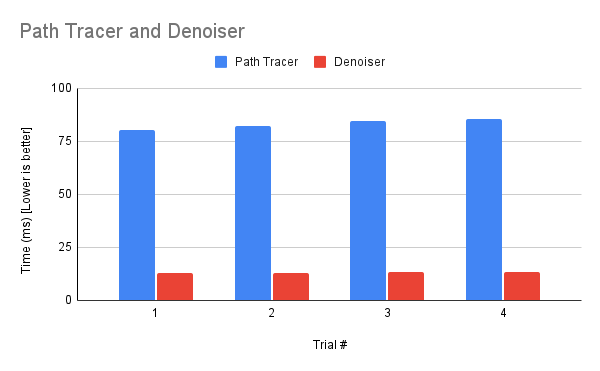 Path Tracer and Denoiser
Path Tracer Denoiser
Time (ms) [Lower is better]
100
75
50
25
0
1 2 3 4
Trial #